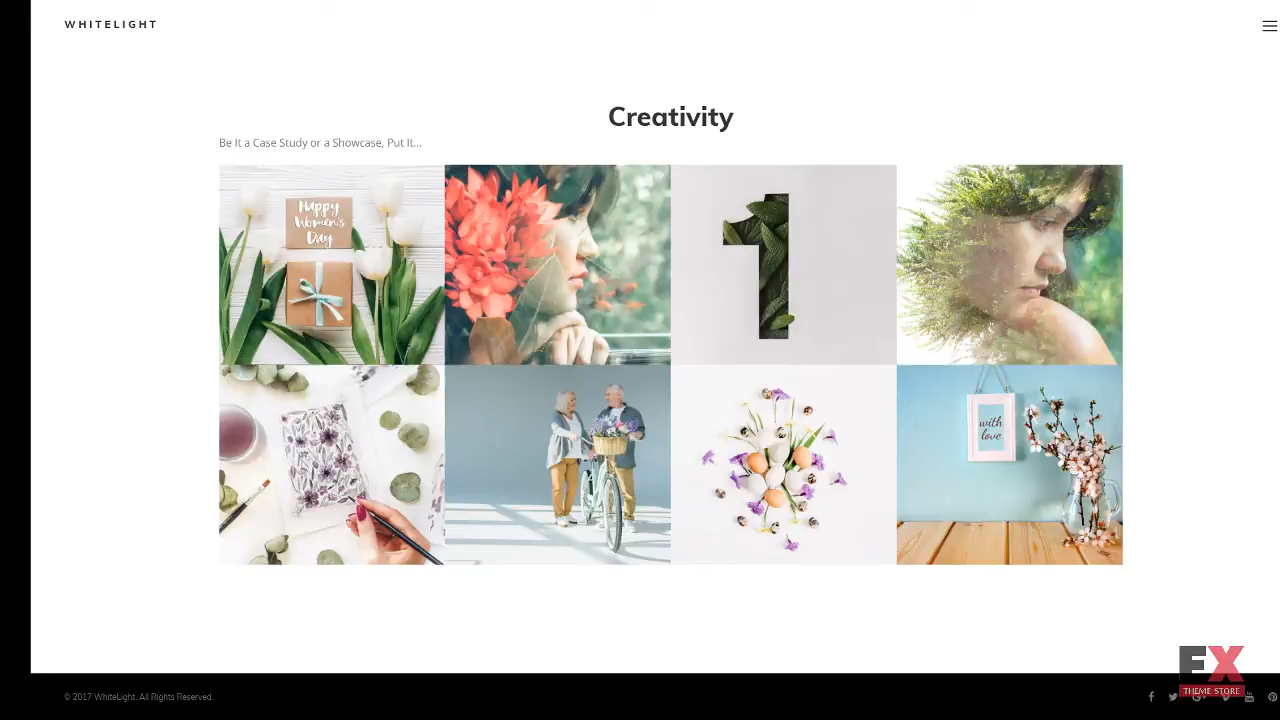 WHITELIGHT
Creativity
Be It a Case Study or a Showcase, Put It...
Happy
Women's
Day
with
love
© 2017 WhiteLight. All Rights Reserved.
EX
THEME STORE